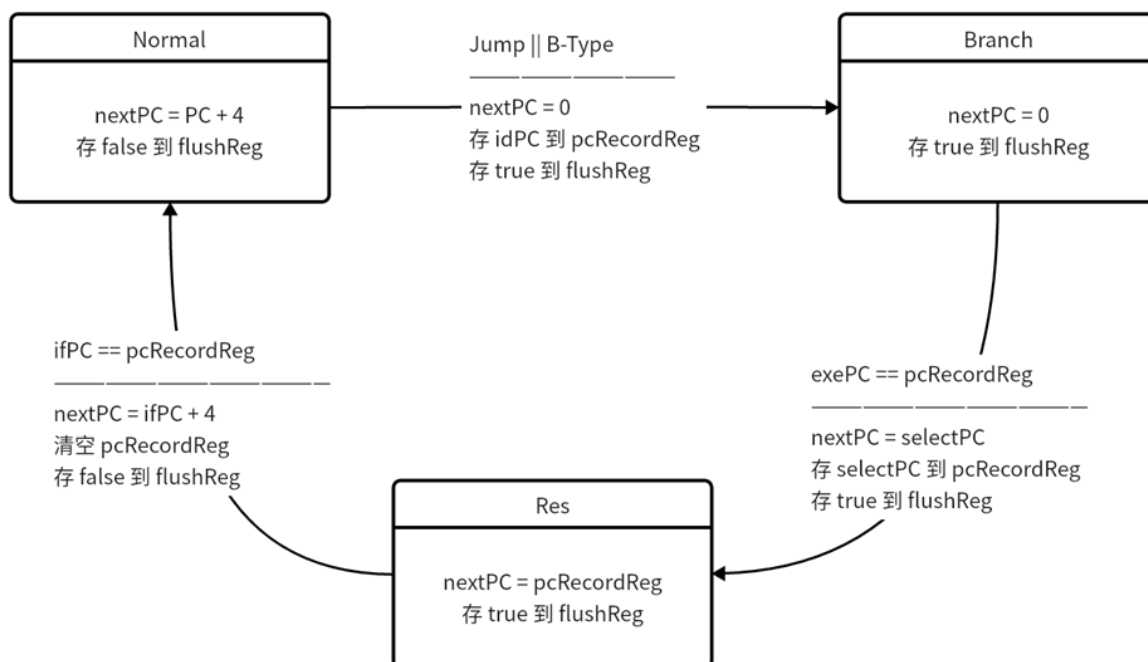 Normal
nextPC = PC + 4
存 false 到 flushReg
Jump || B-Type
nextPC = 0
存 idPC 到 pcRecordReg
存 true 到 flushReg
Branch
nextPC = 0
存 true 到 flushReg
ifPC == pcRecordReg
nextPC = ifPC + 4
清空 pcRecordReg
存 false 到 flushReg
exePC == pcRecordReg
nextPC = selectPC
存 selectPC 到 pcRecordReg
存 true 到 flushReg
Res
nextPC = pcRecordReg
存 true 到 flushReg